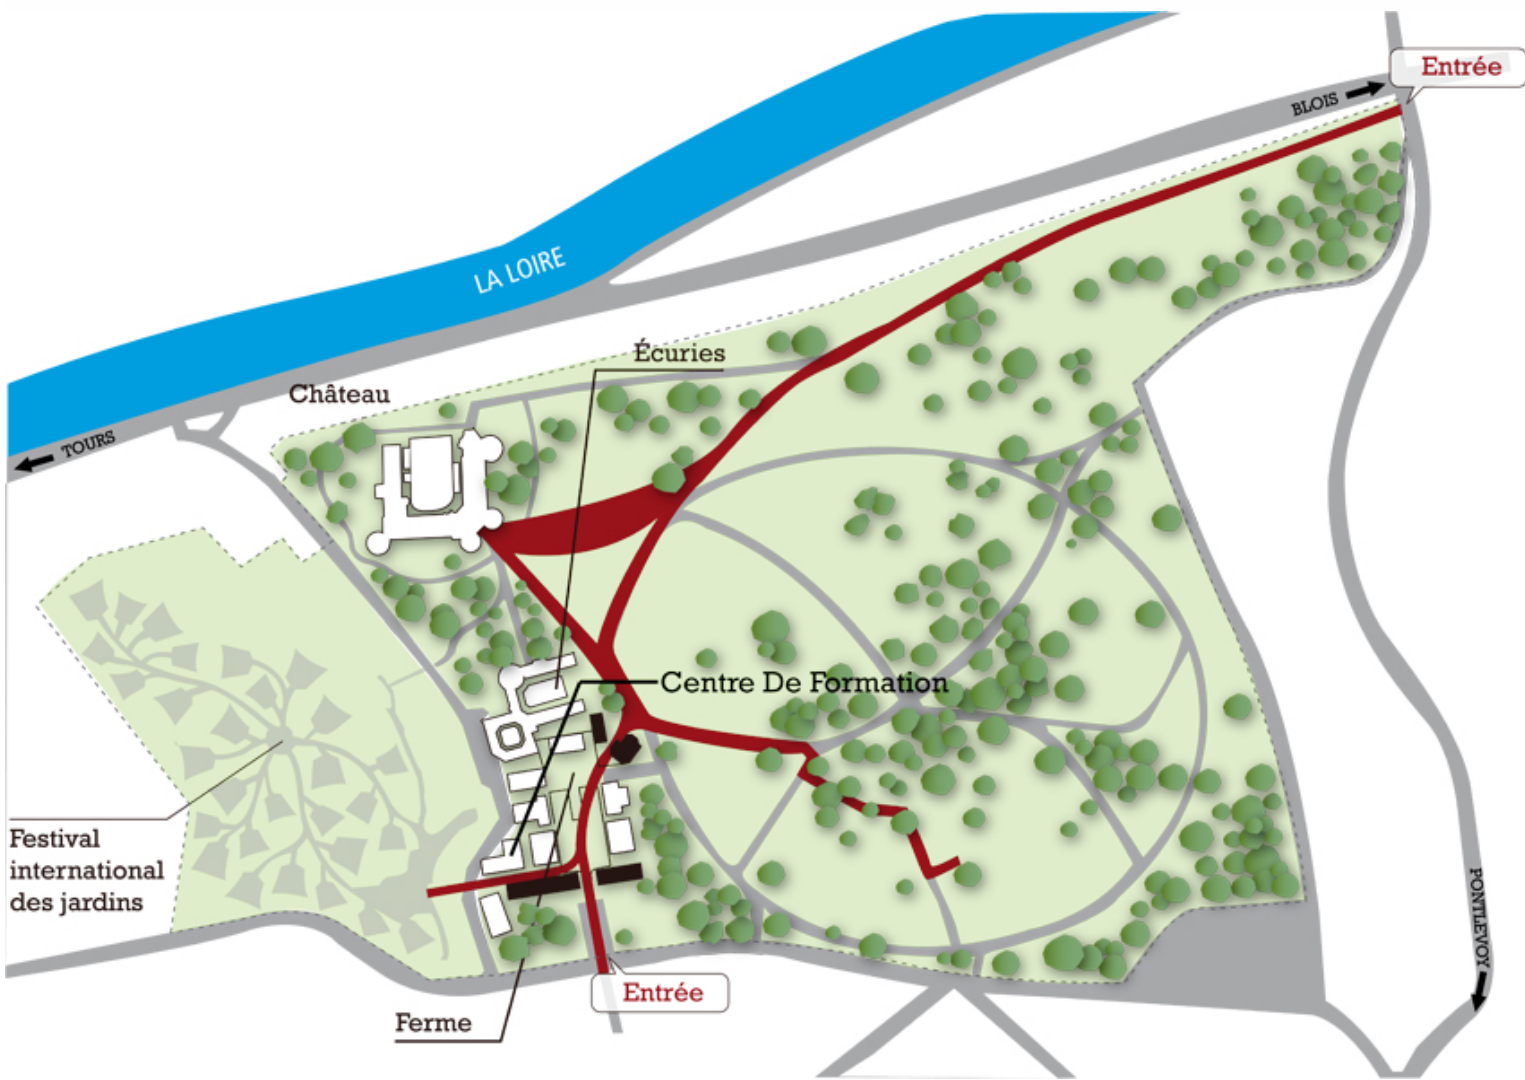 Entrée
BLOIS
LA LOIRE
Écuries
Château
TOURS
Centre De Formation
Festival
international
des jardins
PONTLEVOY
Entrée
Ferme